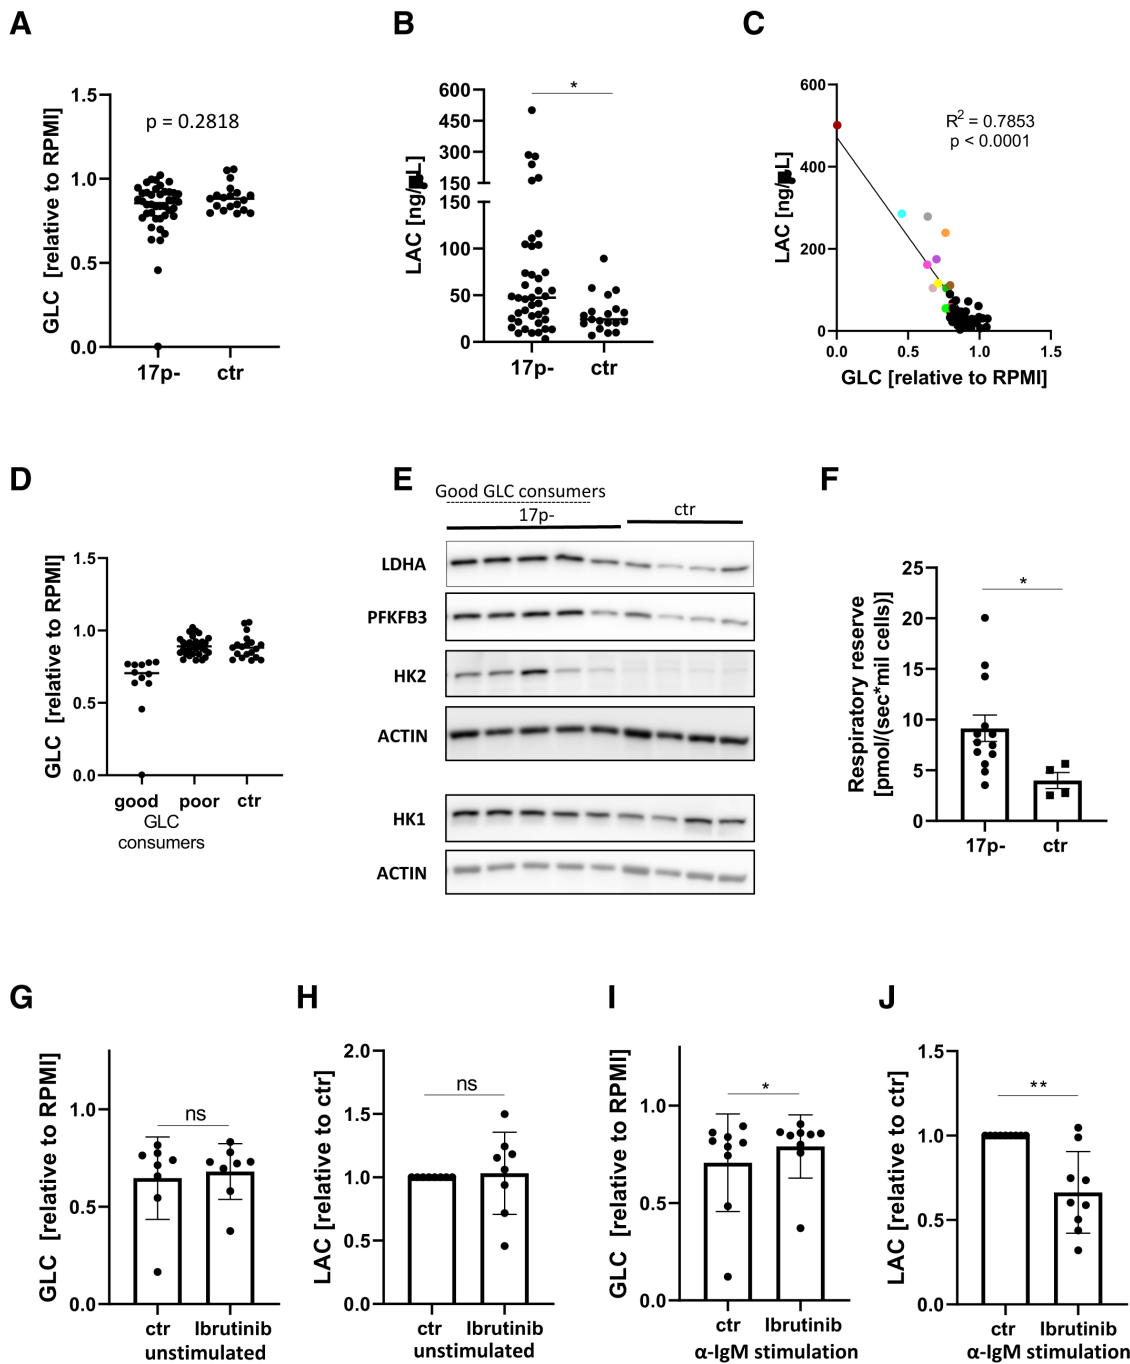 A
GLC [relative to RPMI]
1.5
1.0
0.5
0.0
p = 0.2818
17p-
ctr
B
LAC [ng/ L]
600
450
300
150
150
100
50
0
*
17p-
ctr
C
LAC [ng/ L]
600
400
200
0
R2 = 0.7853
p < 0.0001
0.0
0.5
1.0
1.5
GLC [relative to RPMI]
D
GLC [relative to RPMI]
1.5
1.0
0.5
0.0
good
poor
ctr
GLC
consumers
E
Good GLC consumers
17p-
ctr
LDHA
PFKFB3
HK2
ACTIN
HK1
ACTIN
F
Respiratory reserve
[pmol/(sec*mil cells)]
25
20
15
10
5
0
*
17p-
ctr
G
GLC [relative to RPMI]
1.0
0.5
0.0
ns
ctr
Ibrutinib
unstimulated
H
LAC [relative to ctr]
2.0
1.5
1.0
0.5
0.0
ns
ctr
Ibrutinib
unstimulated
I
GLC [relative to RPMI]
1.0
0.5
0.0
*
ctr
Ibrutinib
α-IgM stimulation
J
LAC [relative to ctr]
1.5
1.0
0.5
0.0
**
ctr
Ibrutinib
α-IgM stimulation